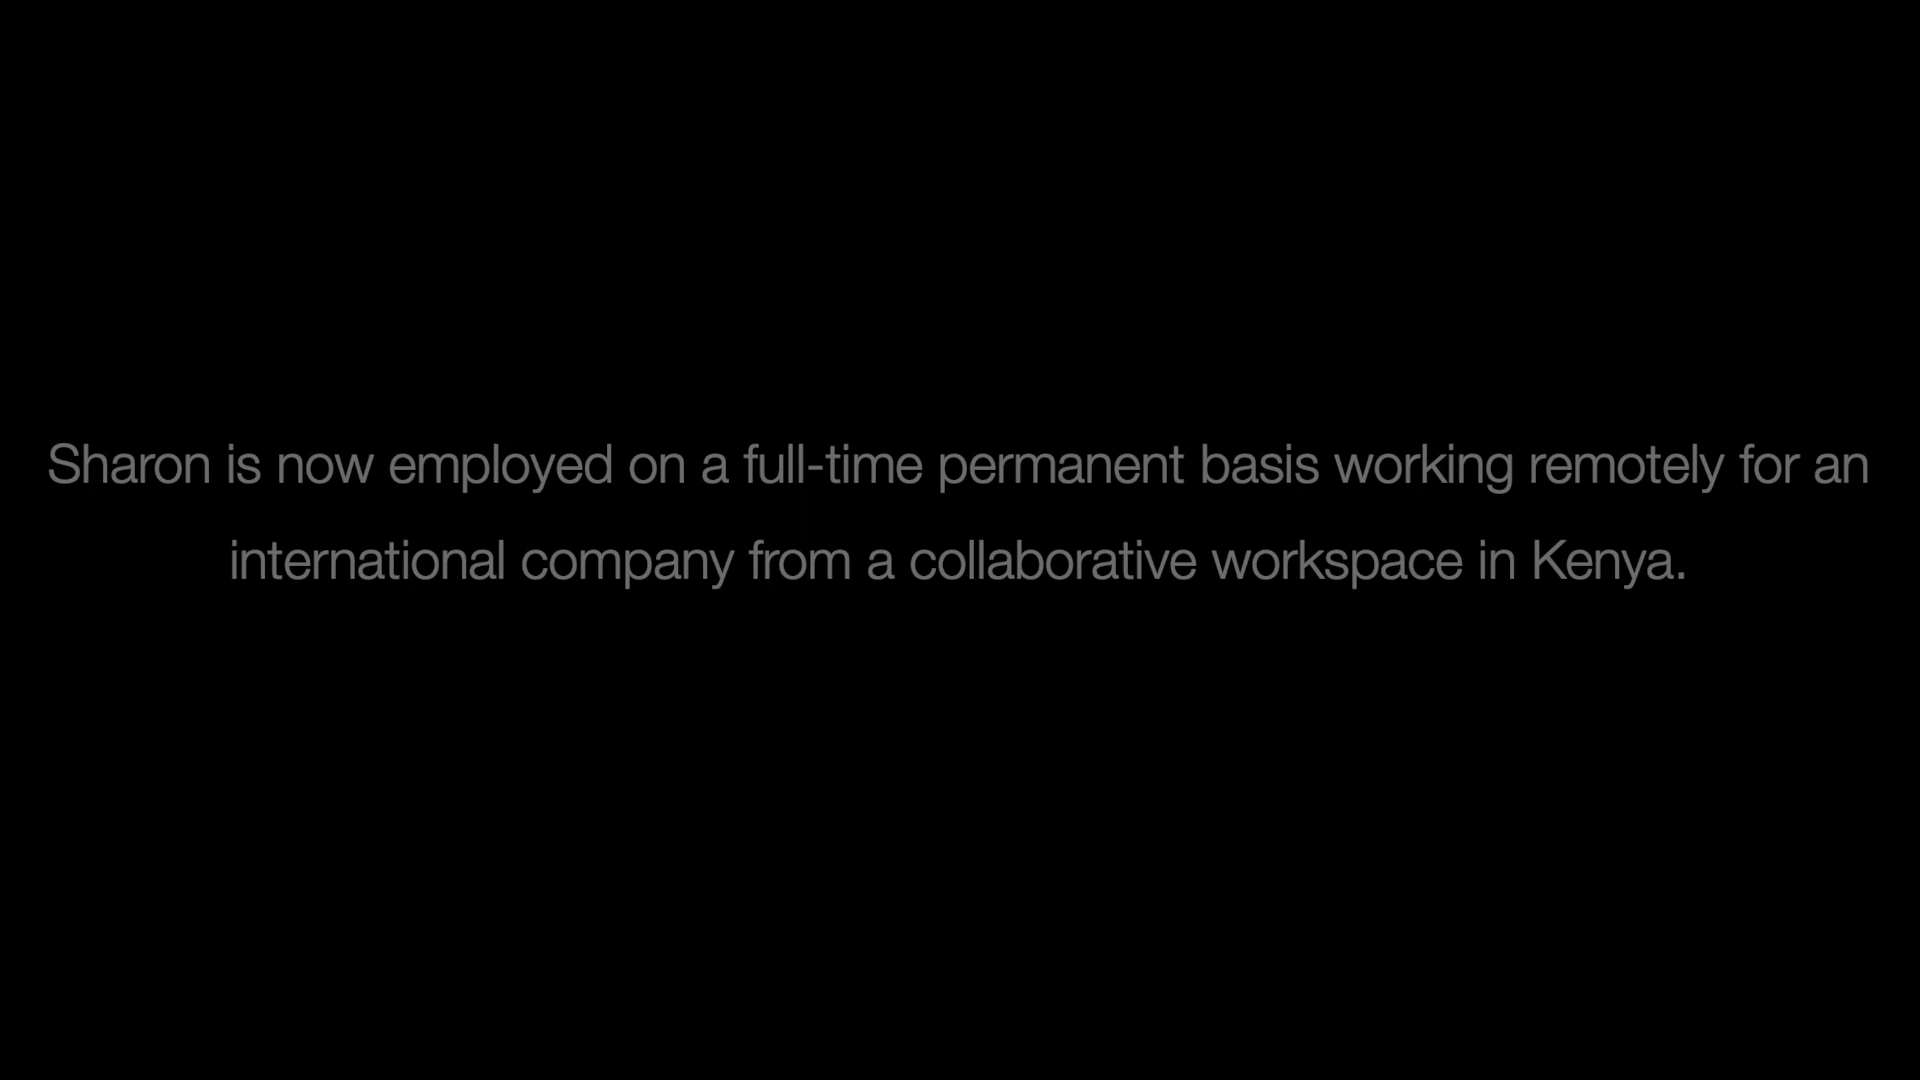 Sharon is now employed on a full-time permanent basis working remotely for an
international company from a collaborative workspace in Kenya.